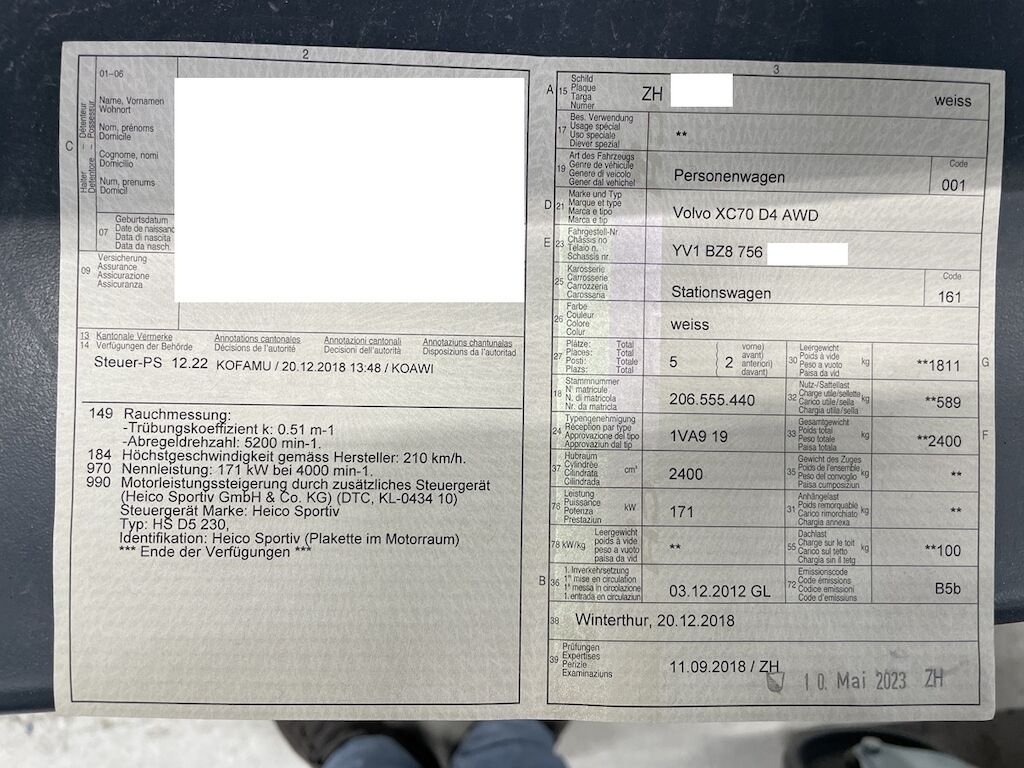 2
01–06
Name, Vornamen
Wohnort
Nom, prénoms
Domicile
Cognome, nomi
Domicilio
Num, prenums
Domicil
C
Halter – Détenteur
Detentore – Possessur
07
Geburtsdatum
Date de naissanc
Data di nascita
Data da nasch.
09
Versicherung
Assurance
Assicurazione
Assicuranza
13 Kantonale Vermerke Annotations cantonales Annotazioni cantonali Annotaziuns chantunalas
14 Verfügungen der Behörde Décisions de l'autorité Decisioni dell'autorità Disposiziuns da l'autoritad
Steuer-PS 12.22 KOFAMU / 20.12.2018 13:48 / KOAWI
149 Rauchmessung:
-Trübungskoeffizient k: 0.51 m-1
-Abregeldrehzahl: 5200 min-1.
184 Höchstgeschwindigkeit gemäss Hersteller: 210 km/h.
970 Nennleistung: 171 kW bei 4000 min-1.
990 Motorleistungssteigerung durch zusätzliches Steuergerät
(Heico Sportiv GmbH & Co. KG) (DTC, KL-0434 10)
Steuergerät Marke: Heico Sportiv
Typ: HS D5 230,
Identifikation: Heico Sportiv (Plakette im Motorraum)
*** Ende der Verfügungen ***
3
A 15
Schild
Plaque
Targa
Numer
ZH
weiss
17
Bes. Verwendung
Usage spécial
Uso speciale
Diever spezial
**
19
Art des Fahrzeugs
Genre de véhicule
Genere di veicolo
Gener dal vehichel
Personenwagen
Code
001
D 21
Marke und Typ
Marque et type
Marca e tipo
Marca e tip
Volvo XC70 D4 AWD
E 23
Fahrgestell-Nr.
Châssis no
Telaio n.
Schassis nr.
YV1 BZ8 756
25
Karosserie
Carrosserie
Carrozzeria
Carossaria
Stationswagen
Code
161
26
Farbe
Couleur
Colore
Colur
weiss
27
Plätze: Total
Places: Total
Posti: Totale
Plazs: Total
5
2
vorne)
avant)
anteriori)
davant)
30
Leergewicht
Poids à vide
Peso a vuoto
Paisa da vid
kg
**1811
G
18
Stammnummer
N° matricule
N. di matricola
Nr. da matricla
206.555.440
32
Nutz-/Sattellast
Charge utile/sellette
Carico utile/sella
Chargia utila/sella
kg
**589
24
Typengenehmigung
Réception par type
Approvazione del tipo
Approvaziun dal tip
1VA9 19
33
Gesamtgewicht
Poids total
Peso totale
Paisa totala
kg
**2400
F
37
Hubraum
Cylindrée
Cilindrata
Cilindrada
cm³
2400
35
Gewicht des Zuges
Poids de l'ensemble
Peso del convoglio
Paisa cumposiziun
kg
**
76
Leistung
Puissance
Potenza
Prestaziun
kW
171
31
Anhängelast
Poids remorquable
Carico rimorchiato
Chargia annexa
kg
**
78 kW/kg
Leergewicht
poids à vide
peso a vuoto
paisa da vid
**
55
Dachlast
Charge sur le toit
Carico sul tetto
Chargia sin il tetg
kg
**100
B 36
1. Inverkehrsetzung
1re mise en circulation
1a messa in circolazione
1. entrada en circulaziun
03.12.2012 GL
72
Emissionscode
Code émissions
Codice emissioni
Code d'emissiuns
B5b
38
Winterthur, 20.12.2018
39
Prüfungen
Expertises
Perizie
Examinaziuns
11.09.2018 / ZH
10. Mai 2023 ZH